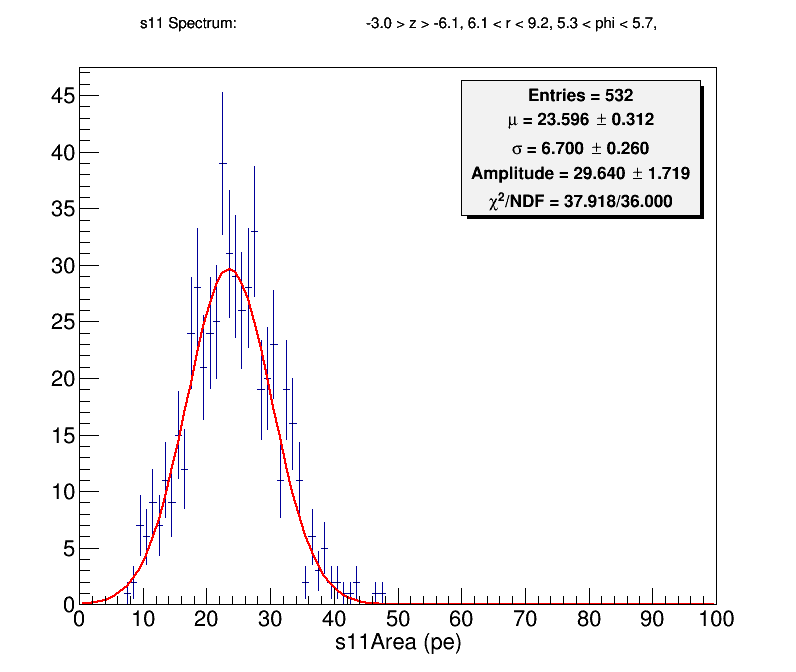 s11 Spectrum: -3.0 > z > -6.1, 6.1 < r < 9.2, 5.3 < phi < 5.7,
Entries = 532
μ = 23.596 ± 0.312
σ = 6.700 ± 0.260
Amplitude = 29.640 ± 1.719
χ²/NDF = 37.918/36.000
45
40
35
30
25
20
15
10
5
0
0 10 20 30 40 50 60 70 80 90 100
s11Area (pe)